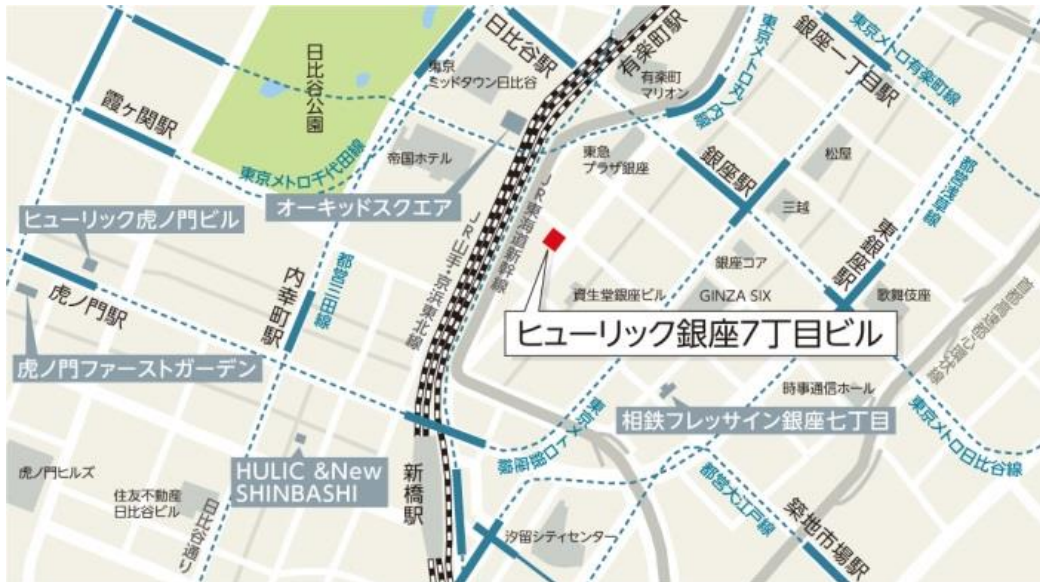 日比谷公園
霞ヶ関駅
東京メトロ千代田線
日比谷駅
東京
ミッドタウン日比谷
帝国ホテル
オーキッドスクエア
有楽町駅
有楽町
マリオン
東京メトロ丸ノ内線
銀座一丁目駅
東京メトロ有楽町線
東急
プラザ銀座
銀座駅
松屋
三越
都営浅草線
東銀座駅
銀座コア
歌舞伎座
首都高速都心環状線
ヒューリック虎ノ門ビル
虎ノ門駅
虎ノ門ファーストガーデン
内幸町駅
都営三田線
JR山手・京浜東北線
JR東海道新幹線
資生堂銀座ビル
GINZA SIX
ヒューリック銀座7丁目ビル
時事通信ホール
相鉄フレッサイン銀座七丁目
東京メトロ日比谷線
東京メトロ銀座線
都営大江戸線
築地市場駅
虎ノ門ヒルズ
住友不動産
日比谷ビル
日比谷通り
HULIC &New
SHINBASHI
新橋駅
汐留シティセンター